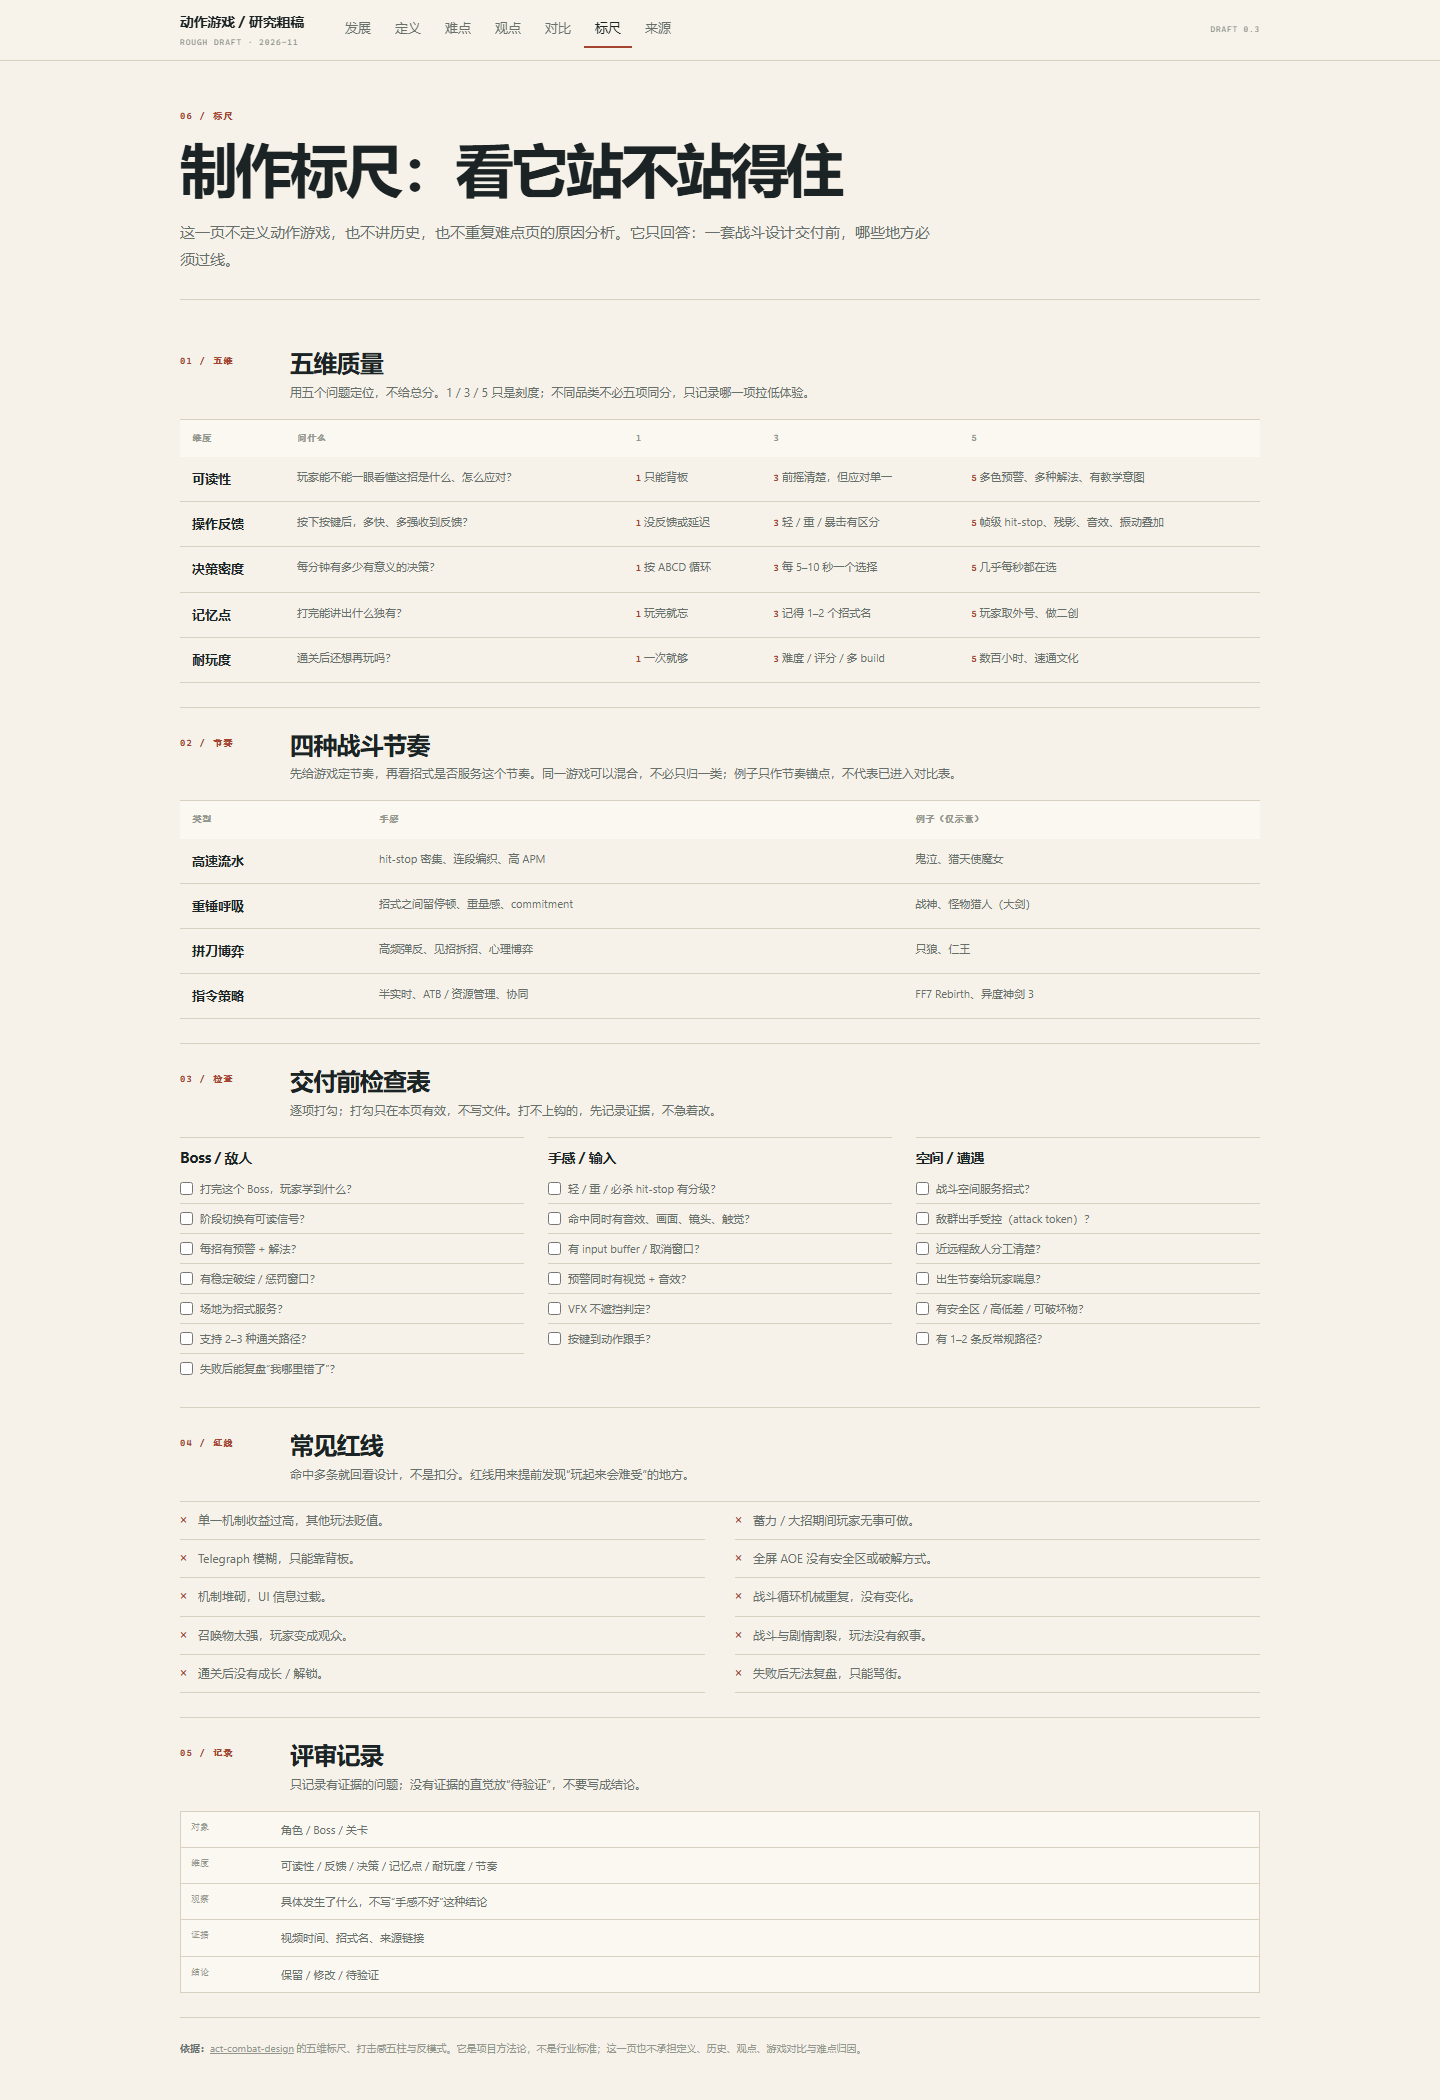 动作游戏 / 研究粗稿
ROUGH DRAFT · 2026-11
发展 定义 难点 观点 对比 标尺 来源
DRAFT 0.3
06 / 标尺
制作标尺：看它站不站得住
这一页不定义动作游戏，也不讲历史，也不重复难点页的原因分析。它只回答：一套战斗设计交付前，哪些地方必
须过线。
01 / 五维
五维质量
用五个问题定位，不给总分。1 / 3 / 5 只是刻度；不同品类不必五项同分，只记录哪一项拉低体验。
维度 问什么 1 3 5
可读性 玩家能不能一眼看懂这招是什么、怎么应对？ 1 只能背板 3 前摇清楚，但应对单一 5 多色预警、多种解法、有教学意图
操作反馈 按下按键后，多快、多强收到反馈？ 1 没反馈或延迟 3 轻 / 重 / 暴击有区分 5 帧级 hit-stop、残影、音效、振动叠加
决策密度 每分钟有多少有意义的决策？ 1 按 ABCD 循环 3 每 5–10 秒一个选择 5 几乎每秒都在选
记忆点 打完能讲出什么独有？ 1 玩完就忘 3 记得 1–2 个招式名 5 玩家取外号、做二创
耐玩度 通关后还想再玩吗？ 1 一次就够 3 难度 / 评分 / 多 build 5 数百小时、速通文化
02 / 节奏
四种战斗节奏
先给游戏定节奏，再看招式是否服务这个节奏。同一游戏可以混合，不必只归一类；例子只作节奏锚点，不代表已进入对比表。
类型 手感 例子（仅示意）
高速流水 hit-stop 密集、连段编织、高 APM 鬼泣、猎天使魔女
重锤呼吸 招式之间留停顿、重量感、commitment 战神、怪物猎人（大剑）
拼刀博弈 高频弹反、见招拆招、心理博弈 只狼、仁王
指令策略 半实时、ATB / 资源管理、协同 FF7 Rebirth、异度神剑 3
03 / 检查
交付前检查表
逐项打勾；打勾只在本页有效，不写文件。打不上钩的，先记录证据，不急着改。
Boss / 敌人
打完这个 Boss，玩家学到什么？
阶段切换有可读信号？
每招有预警 + 解法？
有稳定破绽 / 惩罚窗口？
场地为招式服务？
支持 2–3 种通关路径？
失败后能复盘“我哪里错了”？
手感 / 输入
轻 / 重 / 必杀 hit-stop 有分级？
命中同时有音效、画面、镜头、触觉？
有 input buffer / 取消窗口？
预警同时有视觉 + 音效？
VFX 不遮挡判定？
按键到动作跟手？
空间 / 遭遇
战斗空间服务招式？
敌群出手受控（attack token）？
近远程敌人分工清楚？
出生节奏给玩家喘息？
有安全区 / 高低差 / 可破坏物？
有 1–2 条反常规路径？
04 / 红线
常见红线
命中多条就回看设计，不是扣分。红线用来提前发现“玩起来会难受”的地方。
× 单一机制收益过高，其他玩法贬值。
× 蓄力 / 大招期间玩家无事可做。
× Telegraph 模糊，只能靠背板。
× 全屏 AOE 没有安全区或破解方式。
× 机制堆砌，UI 信息过载。
× 战斗循环机械重复，没有变化。
× 召唤物太强，玩家变成观众。
× 战斗与剧情割裂，玩法没有叙事。
× 通关后没有成长 / 解锁。
× 失败后无法复盘，只能骂街。
05 / 记录
评审记录
只记录有证据的问题；没有证据的直觉放“待验证”，不要写成结论。
对象 角色 / Boss / 关卡
维度 可读性 / 反馈 / 决策 / 记忆点 / 耐玩度 / 节奏
观察 具体发生了什么，不写“手感不好”这种结论
证据 视频时间、招式名、来源链接
结论 保留 / 修改 / 待验证
依据：act-combat-design 的五维标尺、打击感五柱与反模式。它是项目方法论，不是行业标准；这一页也不承担定义、历史、观点、游戏对比与难点归因。